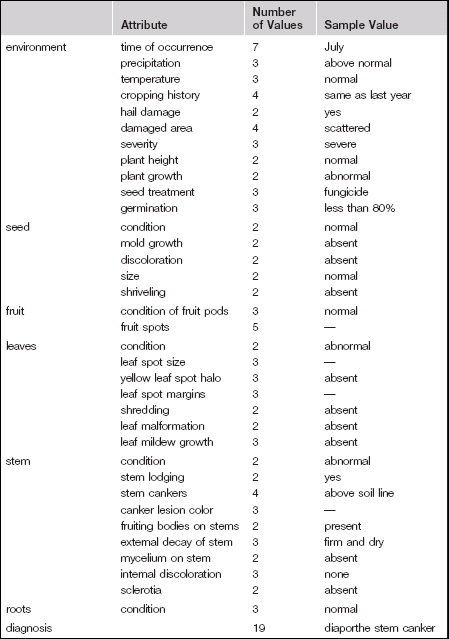 Attribute Number of Values Sample Value
environment time of occurrence 7 July
precipitation 3 above normal
temperature 3 normal
cropping history 4 same as last year
hail damage 2 yes
damaged area 4 scattered
severity 3 severe
plant height 2 normal
plant growth 2 abnormal
seed treatment 3 fungicide
germination 3 less than 80%
seed condition 2 normal
mold growth 2 absent
discoloration 2 absent
size 2 normal
shriveling 2 absent
fruit condition of fruit pods 3 normal
fruit spots 5 —
leaves condition 2 abnormal
leaf spot size 3 —
yellow leaf spot halo 3 absent
leaf spot margins 3 —
shredding 2 absent
leaf malformation 2 absent
leaf mildew growth 3 absent
stem condition 2 abnormal
stem lodging 2 yes
stem cankers 4 above soil line
canker lesion color 3 —
fruiting bodies on stems 2 present
external decay of stem 3 firm and dry
mycelium on stem 2 absent
internal discoloration 3 none
sclerotia 2 absent
roots condition 3 normal
diagnosis 19 diaporthe stem canker